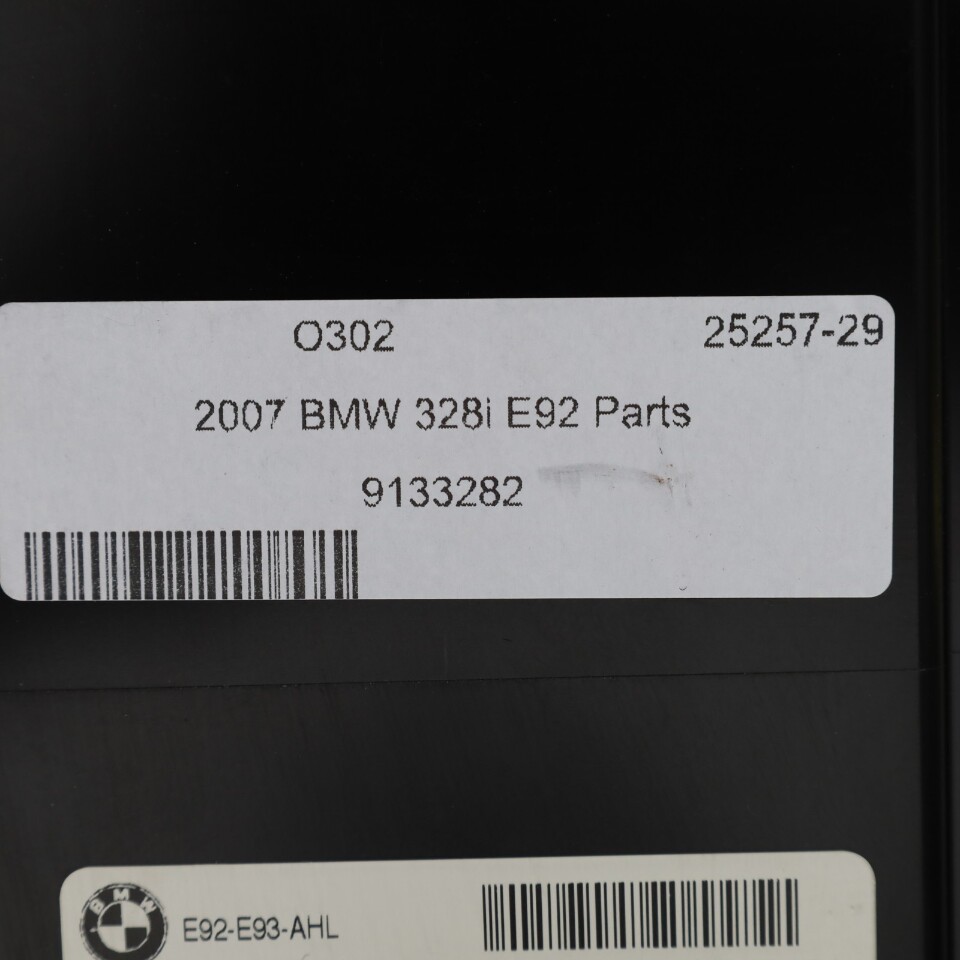 O302 25257-29
2007 BMW 328i E92 Parts
9133282
BMW E92-E93-AHL